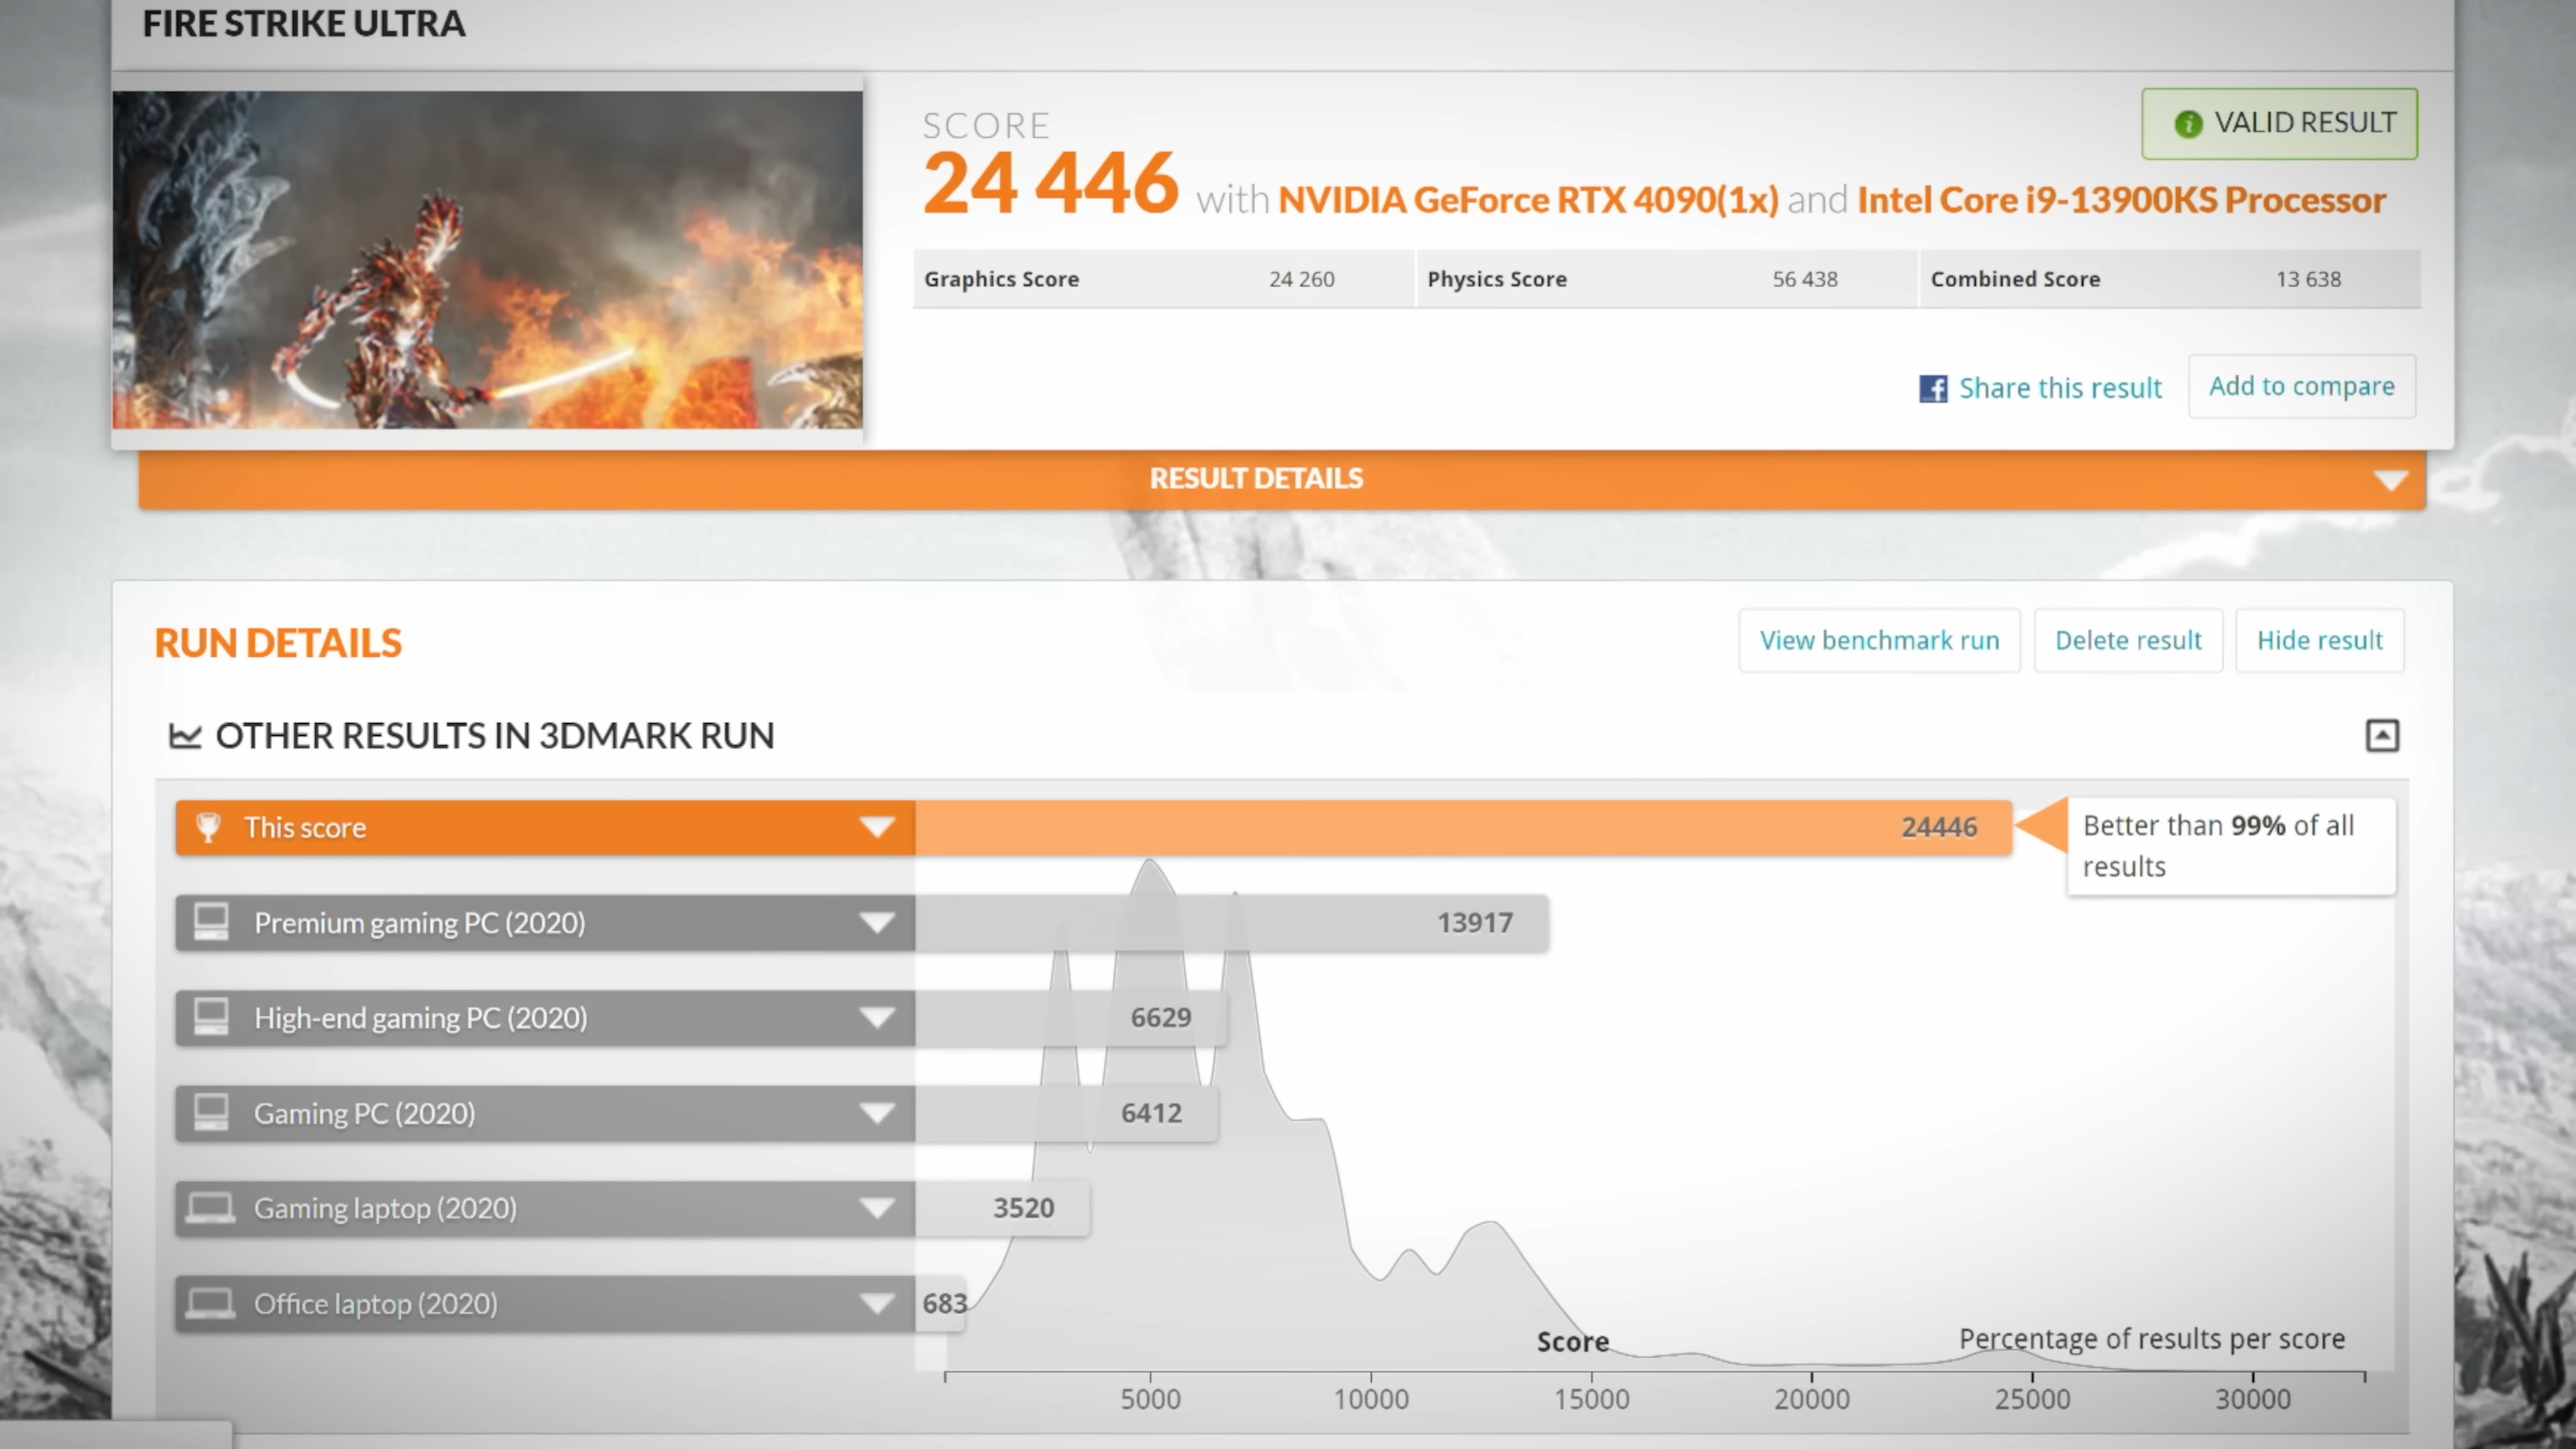 FIRE STRIKE ULTRA
SCORE
VALID RESULT
24 446 with NVIDIA GeForce RTX 4090(1x) and Intel Core i9-13900KS Processor
Graphics Score 24 260 Physics Score 56 438 Combined Score 13 638
Share this result Add to compare
RESULT DETAILS
RUN DETAILS View benchmark run Delete result Hide result
OTHER RESULTS IN 3DMARK RUN
This score 24446 Better than 99% of all
results
Premium gaming PC (2020) 13917
High-end gaming PC (2020) 6629
Gaming PC (2020) 6412
Gaming laptop (2020) 3520
Office laptop (2020) 683
Score Percentage of results per score
5000 10000 15000 20000 25000 30000